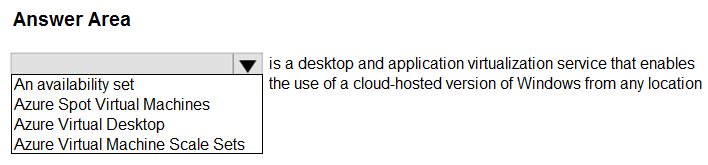 Answer Area
is a desktop and application virtualization service that enables
An availability set
the use of a cloud-hosted version of Windows from any location
Azure Spot Virtual Machines
Azure Virtual Desktop
Azure Virtual Machine Scale Sets